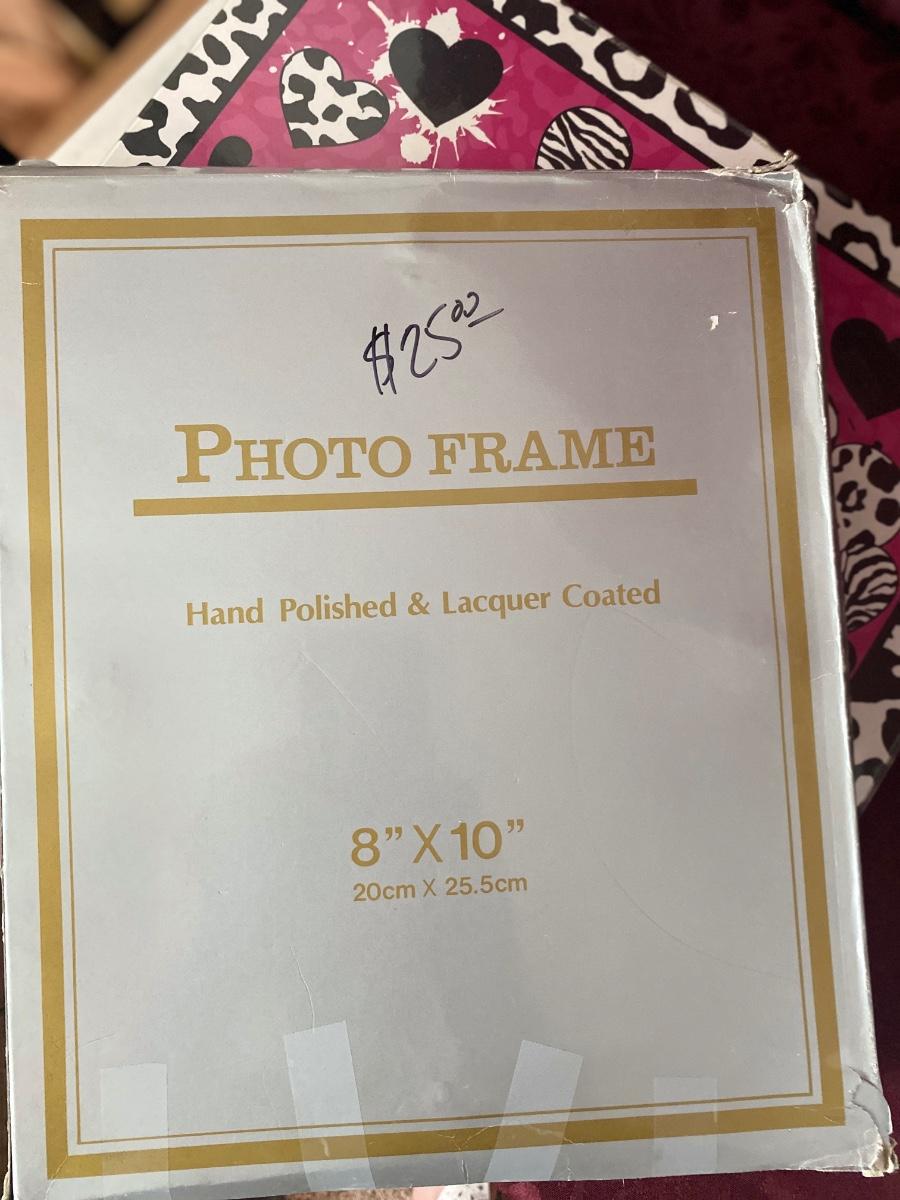 $25.00
PHOTO FRAME
Hand Polished & Lacquer Coated
8” X 10”
20cm X 25.5cm